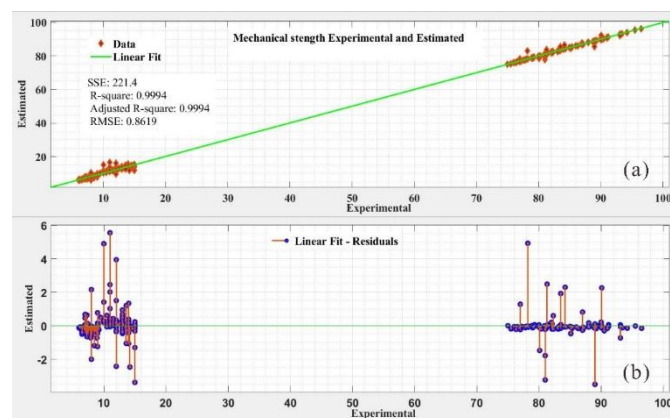 Mechanical stength Experimental and Estimated
Data
Linear Fit
SSE: 221.4
R-square: 0.9994
Adjusted R-square: 0.9994
RMSE: 0.8619
Estimated
100
80
60
40
20
(a)
10 20 30 40 50 60 70 80 90 100
Experimental
Linear Fit - Residuals
Estimated
6
4
2
0
-2
(b)
10 20 30 40 50 60 70 80 90 100
Experimental